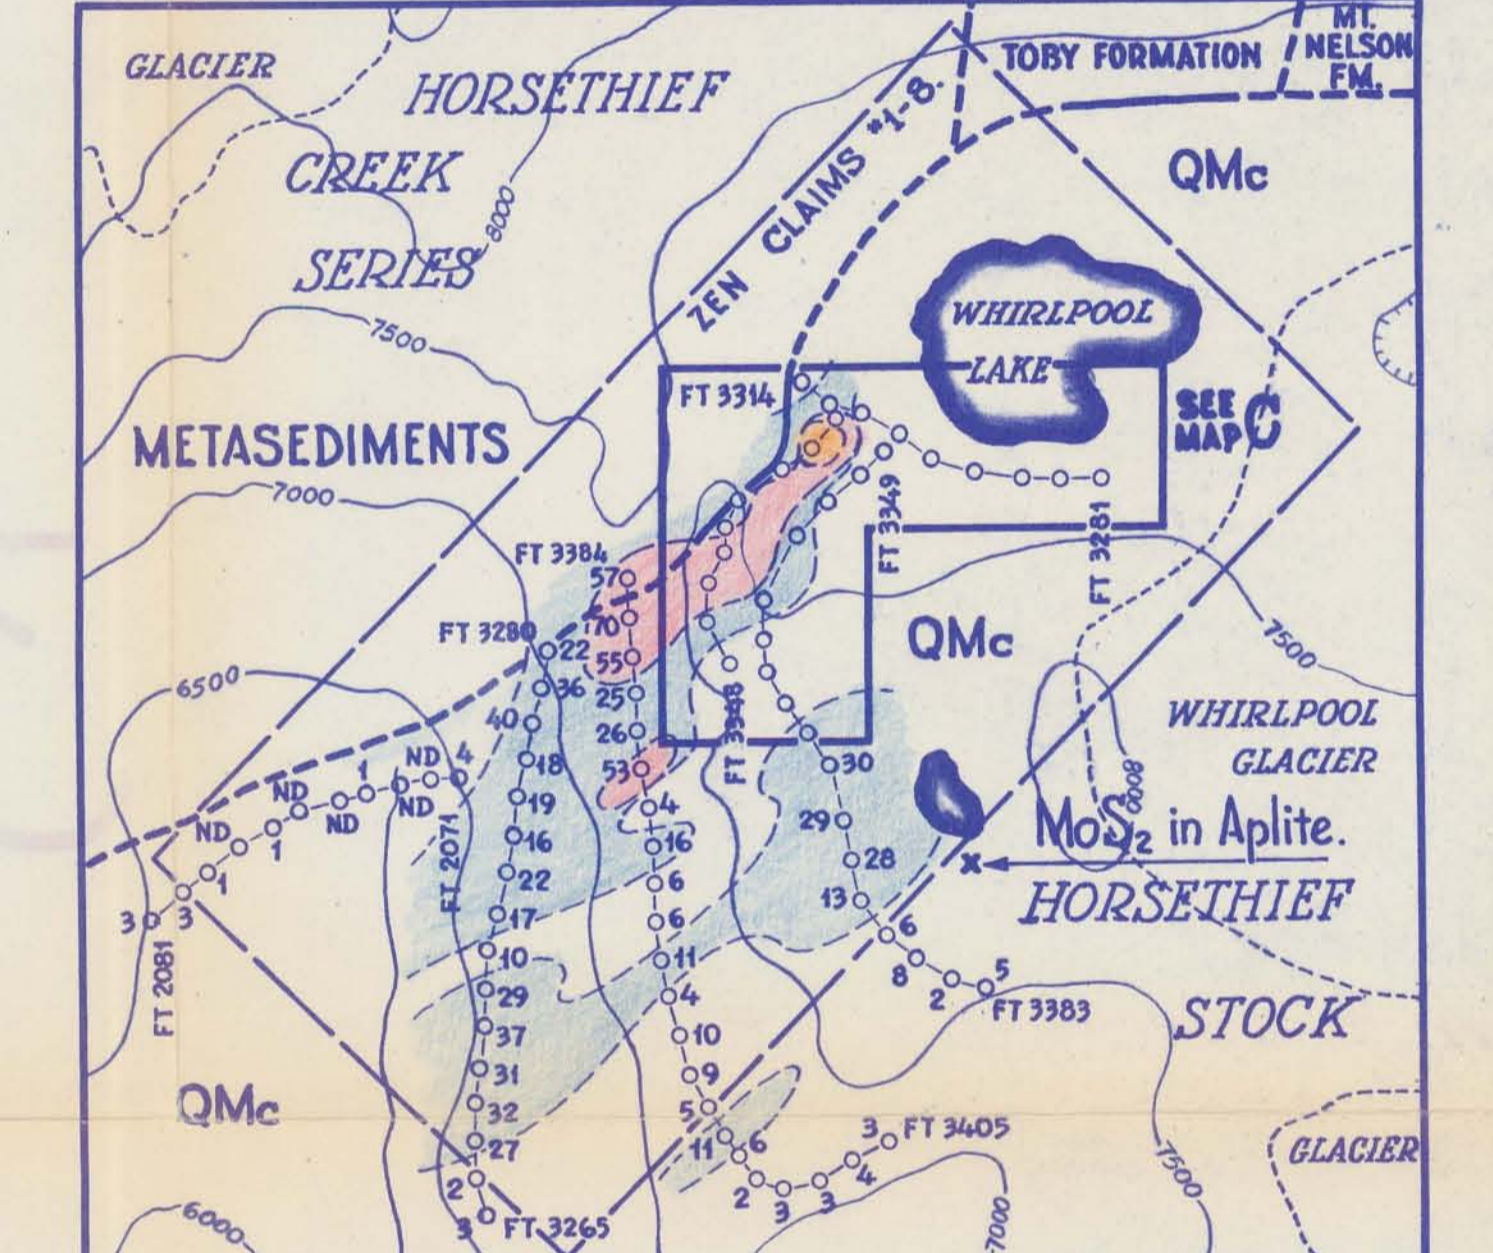 GLACIER
HORSETHIEF
CREEK
SERIES
8000
TOBY FORMATION
MT.
NELSON
FM.
QMc
ZEN CLAIMS #1-8.
7500
METASEDIMENTS
7000
WHIRLPOOL
LAKE
SEE
MAP C
FT 3314
FT 3349
FT 3281
FT 3384
57
70
55
25
26
53
4
16
6
6
11
4
10
9
5
11
6
2
3
3
4
3
FT 3405
FT 3280
22
36
40
18
19
16
22
17
10
29
37
31
32
27
2
3
FT 3265
6500
FT 2071
4
ND
ND
1
ND
ND
1
ND
1
3
3
FT 2081
FT 3348
30
29
28
13
6
8
2
5
FT 3383
QMc
7500
WHIRLPOOL
GLACIER
8000
MoS2 in Aplite.
x
HORSETHIEF
STOCK
QMc
GLACIER
7500
7000
6000